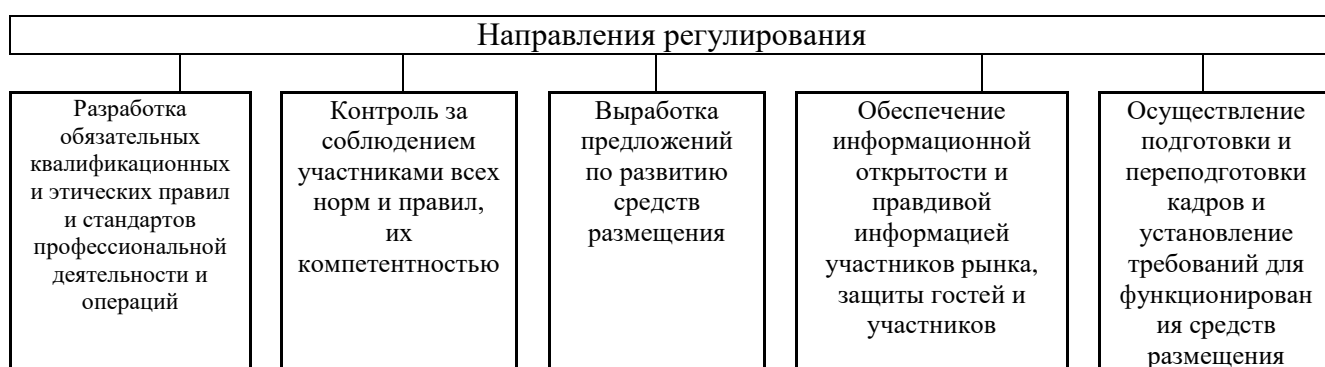 Направления регулирования
Разработка
обязательных
квалификационных
и этических правил
и стандартов
профессиональной
деятельности и
операций
Контроль за
соблюдением
участниками всех
норм и правил,
их
компетентностью
Выработка
предложений
по развитию
средств
размещения
Обеспечение
информационной
открытости и
правдивой
информацией
участников рынка,
защиты гостей и
участников
Осуществление
подготовки и
переподготовки
кадров и
установление
требований для
функционирован
ия средств
размещения